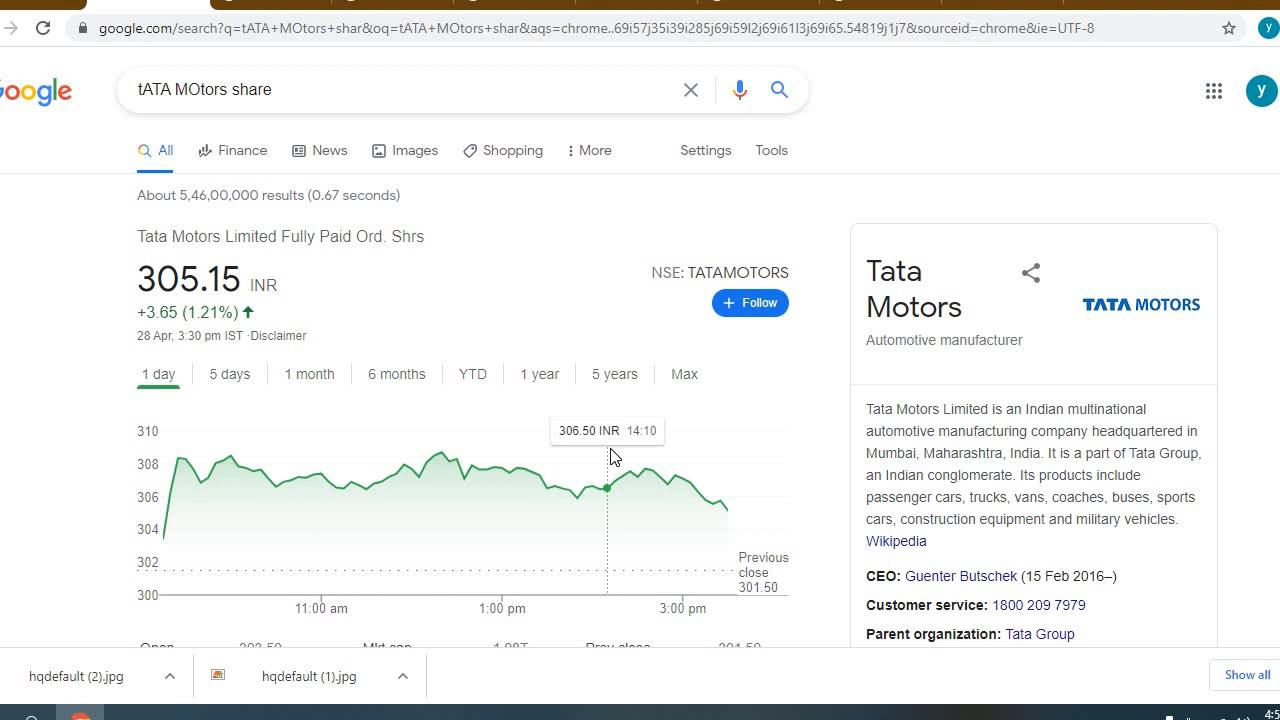 google.com/search?q=tATA+MOtors+shar&oq=tATA+MOtors+shar&aqs=chrome..69i57j35i39i285j69i59l2j69i61l3j69i65.54819j1j7&sourceid=chrome&ie=UTF-8
y
oogle
tATA MOtors share
y
All Finance News Images Shopping More Settings Tools
About 5,46,00,000 results (0.67 seconds)
Tata Motors Limited Fully Paid Ord. Shrs
305.15 INR
NSE: TATAMOTORS
+3.65 (1.21%)
+ Follow
28 Apr, 3:30 pm IST ·Disclaimer
1 day 5 days 1 month 6 months YTD 1 year 5 years Max
306.50 INR 14:10
310
308
306
304
302
300
Previous
close
301.50
11:00 am 1:00 pm 3:00 pm
Open Mkt cap Prev close 301.50
Tata
Motors
TATA MOTORS
Automotive manufacturer
Tata Motors Limited is an Indian multinational
automotive manufacturing company headquartered in
Mumbai, Maharashtra, India. It is a part of Tata Group,
an Indian conglomerate. Its products include
passenger cars, trucks, vans, coaches, buses, sports
cars, construction equipment and military vehicles.
Wikipedia
CEO: Guenter Butschek (15 Feb 2016–)
Customer service: 1800 209 7979
Parent organization: Tata Group
hqdefault (2).jpg
hqdefault (1).jpg
Show all